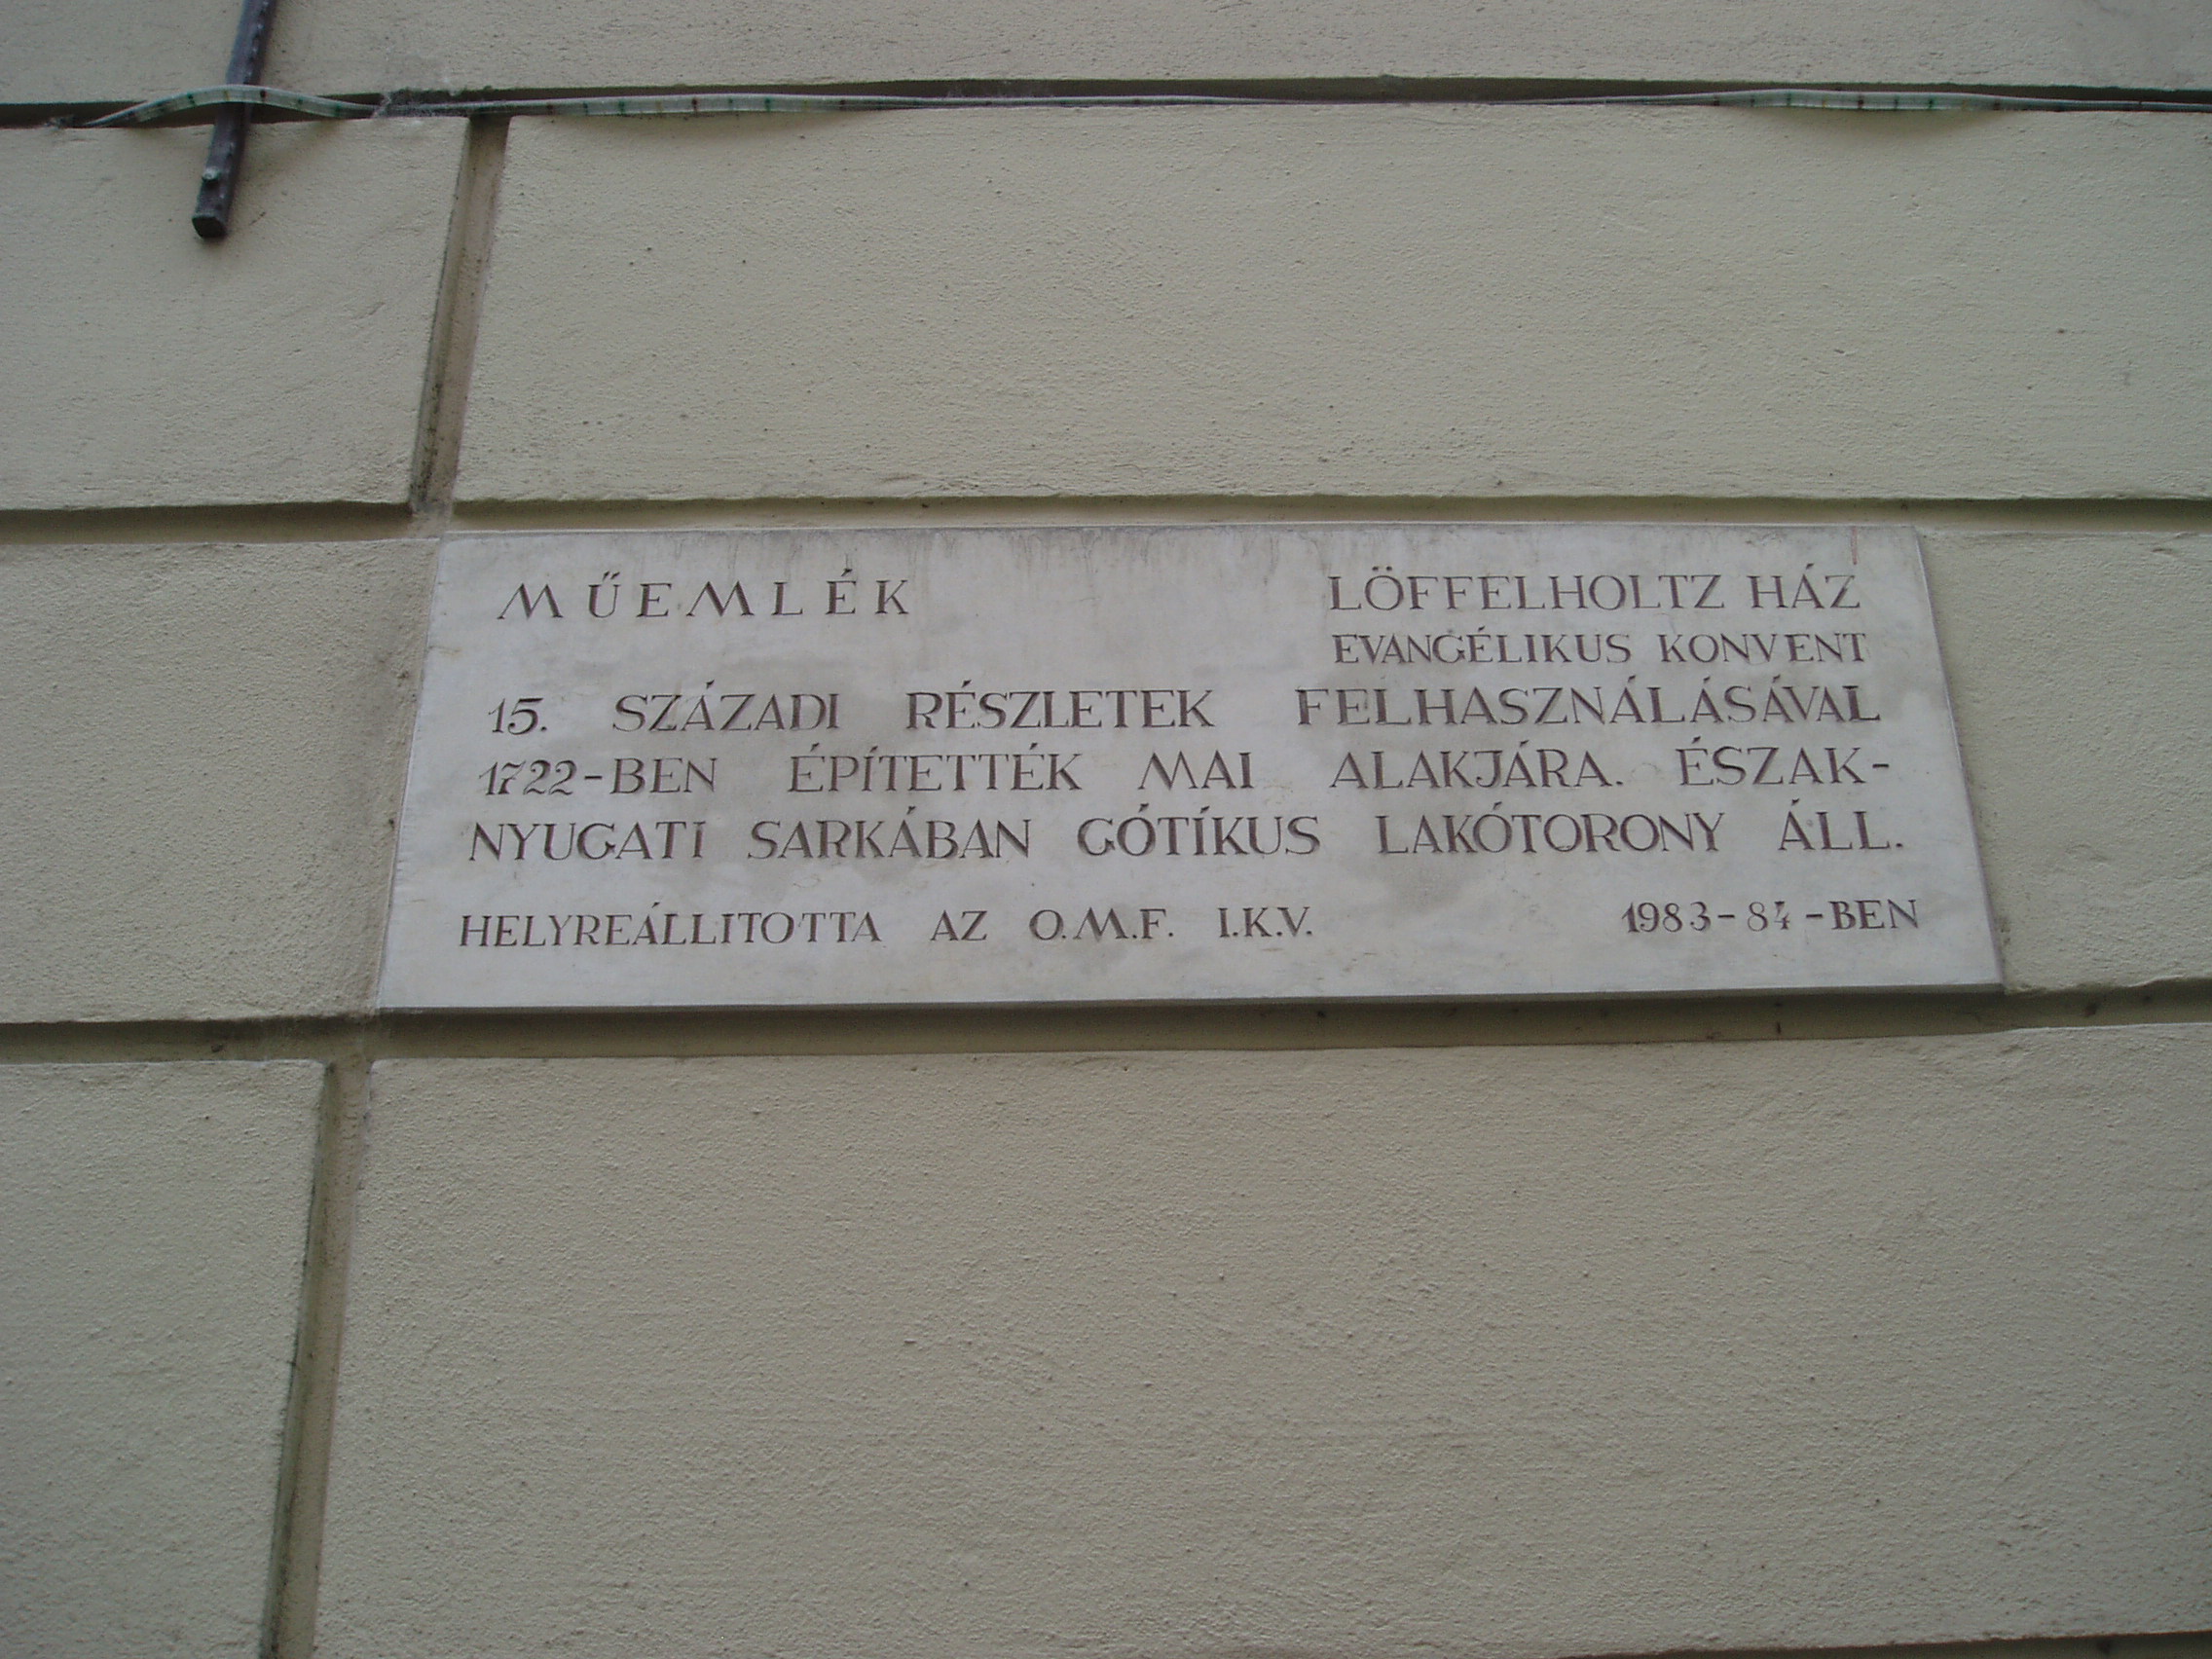 MŰEMLÉK LÖFFELHOLTZ HÁZ
EVANGÉLIKUS KONVENT
15. SZÁZADI RÉSZLETEK FELHASZNÁLÁSÁVAL
1722-BEN ÉPÍTETTÉK MAI ALAKJÁRA. ÉSZAK-
NYUGATI SARKÁBAN GÓTÍKUS LAKÓTORONY ÁLL.
HELYREÁLLITOTTA AZ O.M.F. I.K.V. 1983-84-BEN